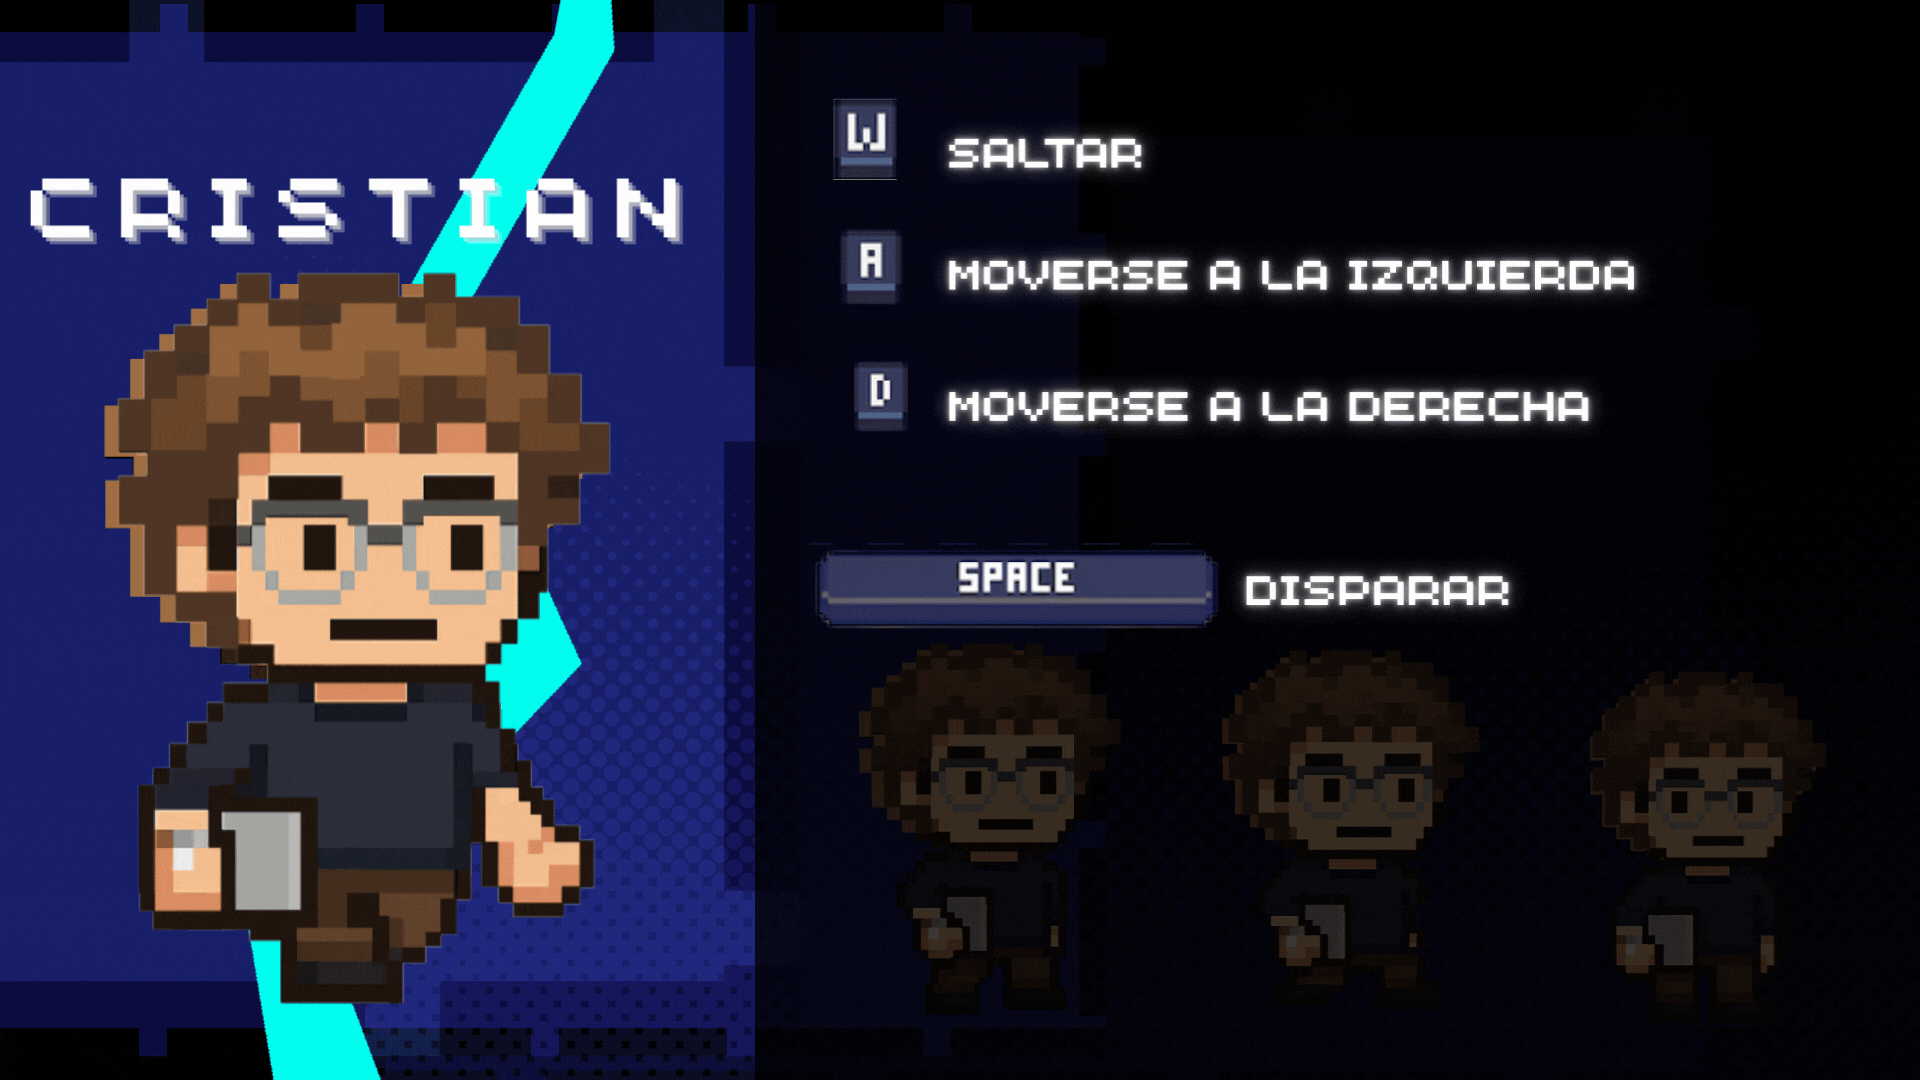 CRISTIAN
W SALTAR
A MOVERSE A LA IZQUIERDA
D MOVERSE A LA DERECHA
SPACE DISPARAR